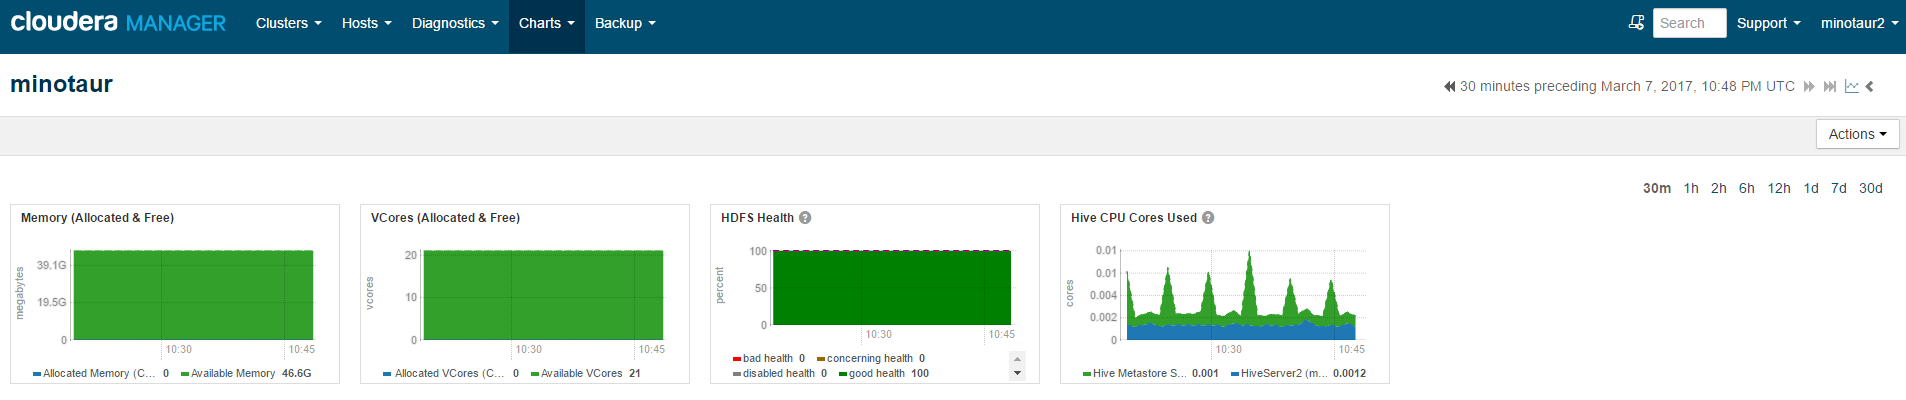 cloudera MANAGER Clusters Hosts Diagnostics Charts Backup Search Support minotaur2
minotaur
30 minutes preceding March 7, 2017, 10:48 PM UTC
Actions
30m 1h 2h 6h 12h 1d 7d 30d
Memory (Allocated & Free)
megabytes
39.1G
19.5G
0
10:30 10:45
Allocated Memory (C... 0 Available Memory 46.6G
VCores (Allocated & Free)
vcores
20
10
0
10:30 10:45
Allocated VCores (C... 0 Available VCores 21
HDFS Health ?
percent
100
50
0
10:30 10:45
bad health 0 concerning health 0
disabled health 0 good health 100
Hive CPU Cores Used ?
cores
0.01
0.01
0.004
0.002
0
10:30 10:45
Hive Metastore S... 0.001 HiveServer2 (m... 0.0012